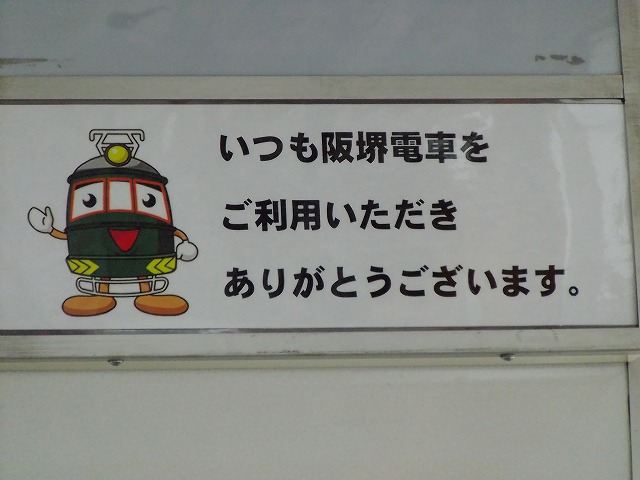 いつも阪堺電車を
ご利用いただき
ありがとうございます。